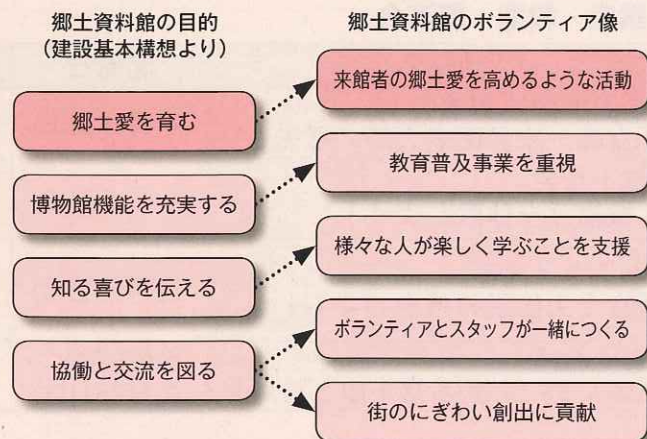 郷土資料館の目的
（建設基本構想より）
郷土愛を育む
博物館機能を充実する
知る喜びを伝える
協働と交流を図る
郷土資料館のボランティア像
来館者の郷土愛を高めるような活動
教育普及事業を重視
様々な人が楽しく学ぶことを支援
ボランティアとスタッフが一緒につくる
街のにぎわい創出に貢献